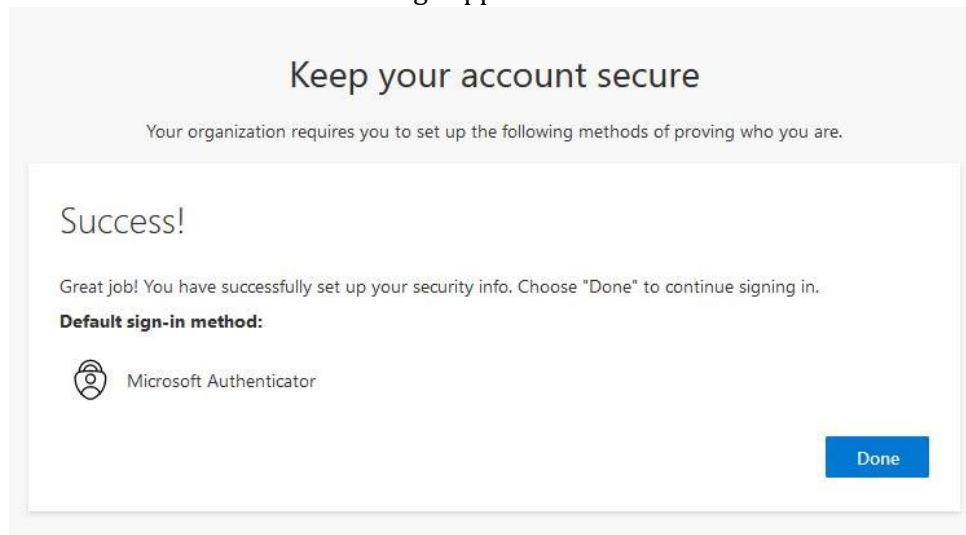 Keep your account secure
Your organization requires you to set up the following methods of proving who you are.
Success!
Great job! You have successfully set up your security info. Choose "Done" to continue signing in.
Default sign-in method:
Microsoft Authenticator
Done